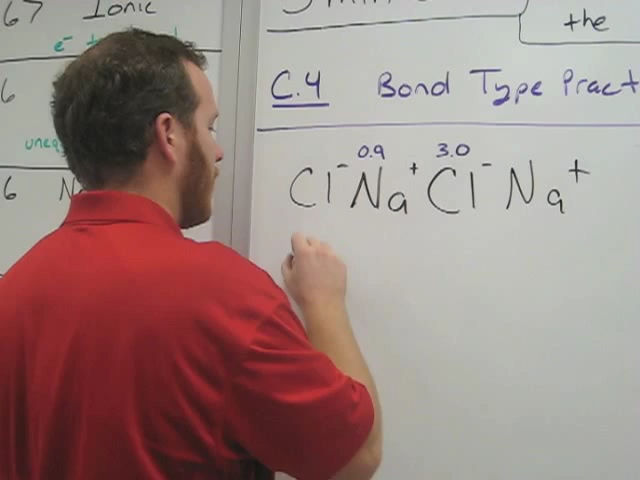 67 Ionic
6
6 N
the
C.4 Bond Type Pract
0.9 3.0
Cl⁻ Na⁺ Cl⁻ Na⁺